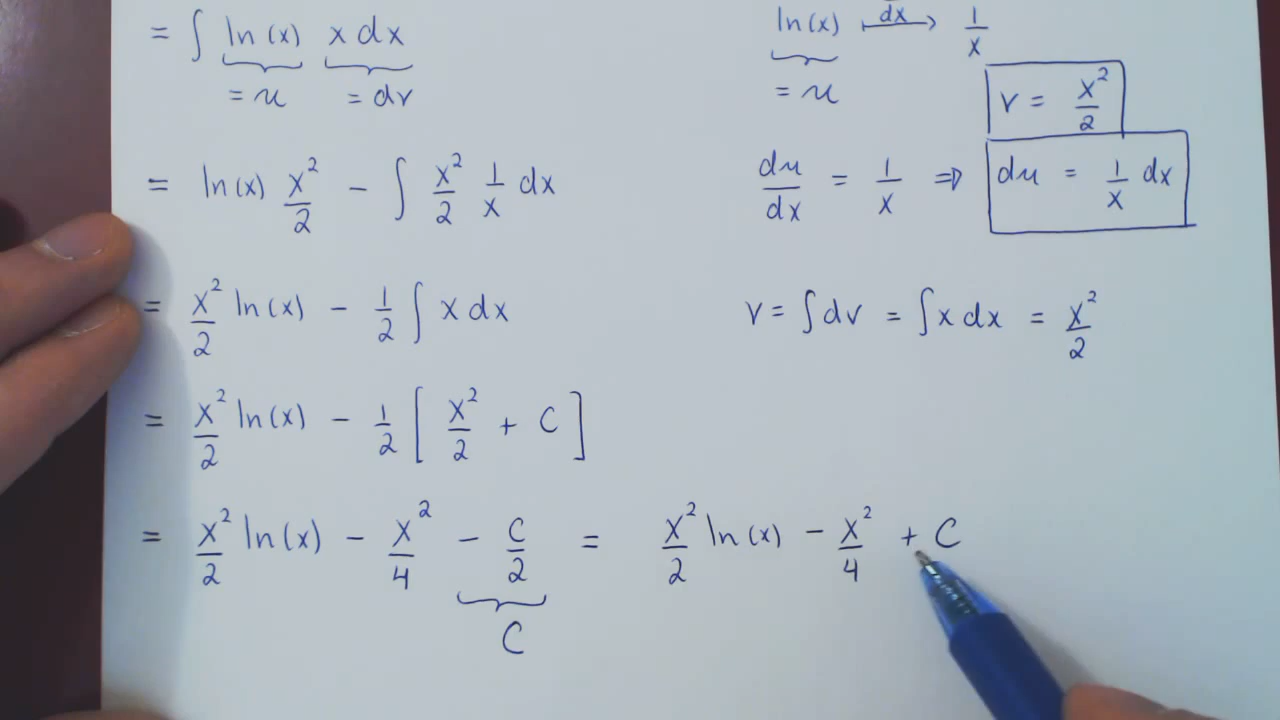 = ∫ ln(x) x dx
= u = dv
= ln(x) x²/2 - ∫ x²/2 1/x dx
= x²/2 ln(x) - 1/2 ∫ x dx
= x²/2 ln(x) - 1/2 [ x²/2 + C ]
= x²/2 ln(x) - x²/4 - C/2 = x²/2 ln(x) - x²/4 + C
C
ln(x) dx → 1/x
= u
v = x²/2
du/dx = 1/x ⇒ du = 1/x dx
v = ∫ dv = ∫ x dx = x²/2